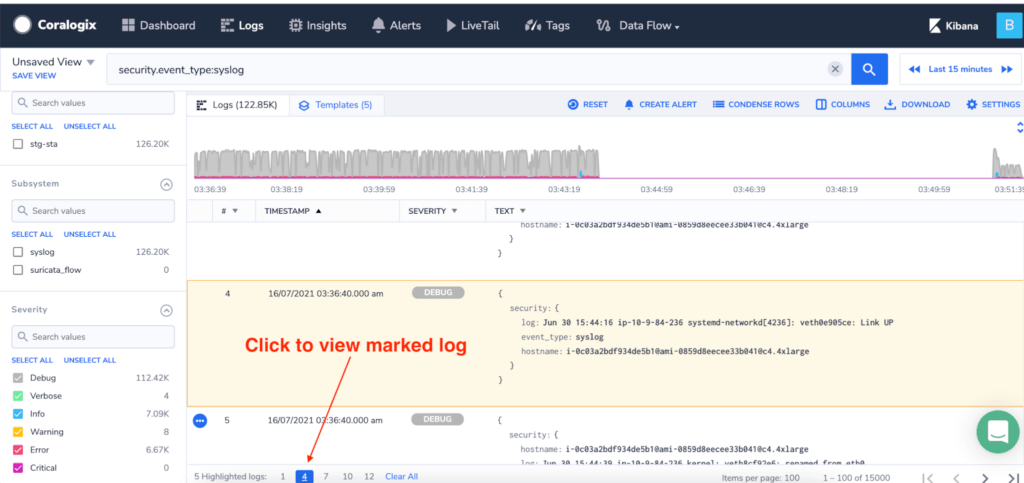 Coralogix Dashboard Logs Insights Alerts LiveTail Tags Data Flow Kibana B
Unsaved View
SAVE VIEW
security.event_type:syslog
Last 15 minutes
Search values
SELECT ALL UNSELECT ALL
stg-sta 126.20K
Subsystem
Search values
SELECT ALL UNSELECT ALL
syslog 126.20K
suricata_flow 0
Severity
Search values
SELECT ALL UNSELECT ALL
Debug 112.42K
Verbose 4
Info 7.09K
Warning 8
Error 6.67K
Critical 0
Logs (122.85K) Templates (5) RESET CREATE ALERT CONDENSE ROWS COLUMNS DOWNLOAD SETTINGS
03:36:39 03:38:19 03:39:59 03:41:39 03:43:19 03:44:59 03:46:39 03:48:19 03:49:59 03:51:39
# TIMESTAMP SEVERITY TEXT
hostname: i-0c03a2bdf934de5b10ami-0859d8eecee33b0410c4.4xlarge
}
}
4 16/07/2021 03:36:40.000 am DEBUG {
security: {
log: Jun 30 15:44:16 ip-10-9-84-236 systemd-networkd[4236]: veth0e905ce: Link UP
event_type: syslog
hostname: i-0c03a2bdf934de5b10ami-0859d8eecee33b0410c4.4xlarge
}
}
Click to view marked log
5 16/07/2021 03:36:40.000 am DEBUG {
security: {
hostname: i-0c03a2bdf934de5b10ami-0859d8eecee33b0410c4.4xlarge
log: Jun 30 15:44:39 ip-10-9-84-236 kernel: veth8cf92e6: renamed from eth0
5 Highlighted logs: 1 4 7 10 12 Clear All Items per page: 100 1 – 100 of 15000